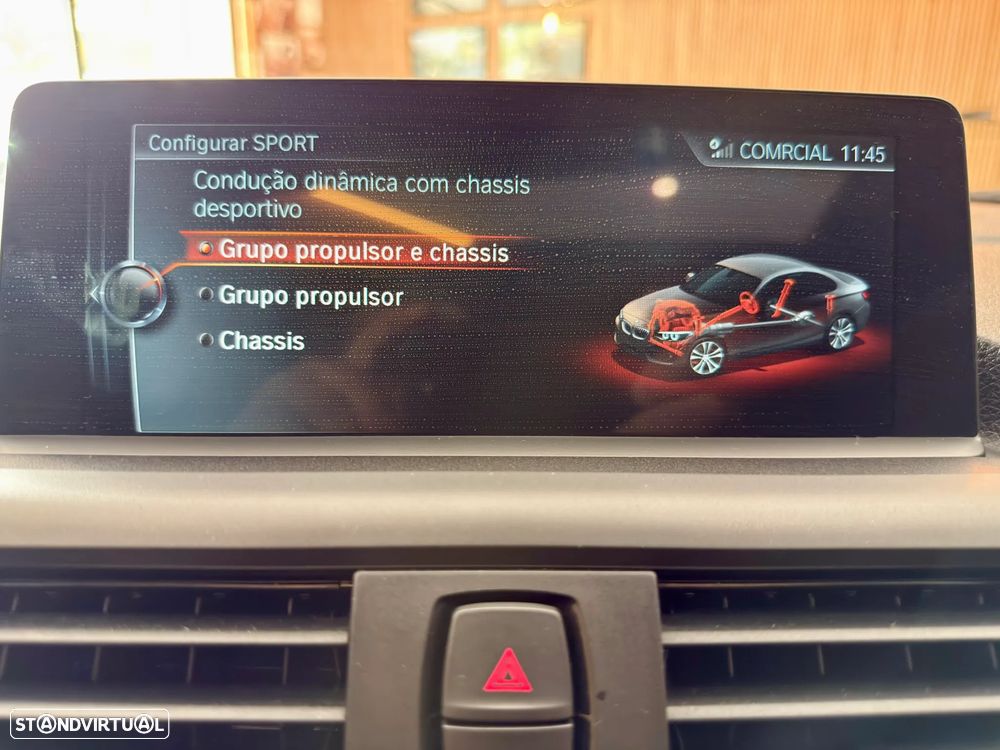 Configurar SPORT
COMRCIAL 11:45
Condução dinâmica com chassis
desportivo
Grupo propulsor e chassis
Grupo propulsor
Chassis
STANDVIRTUAL